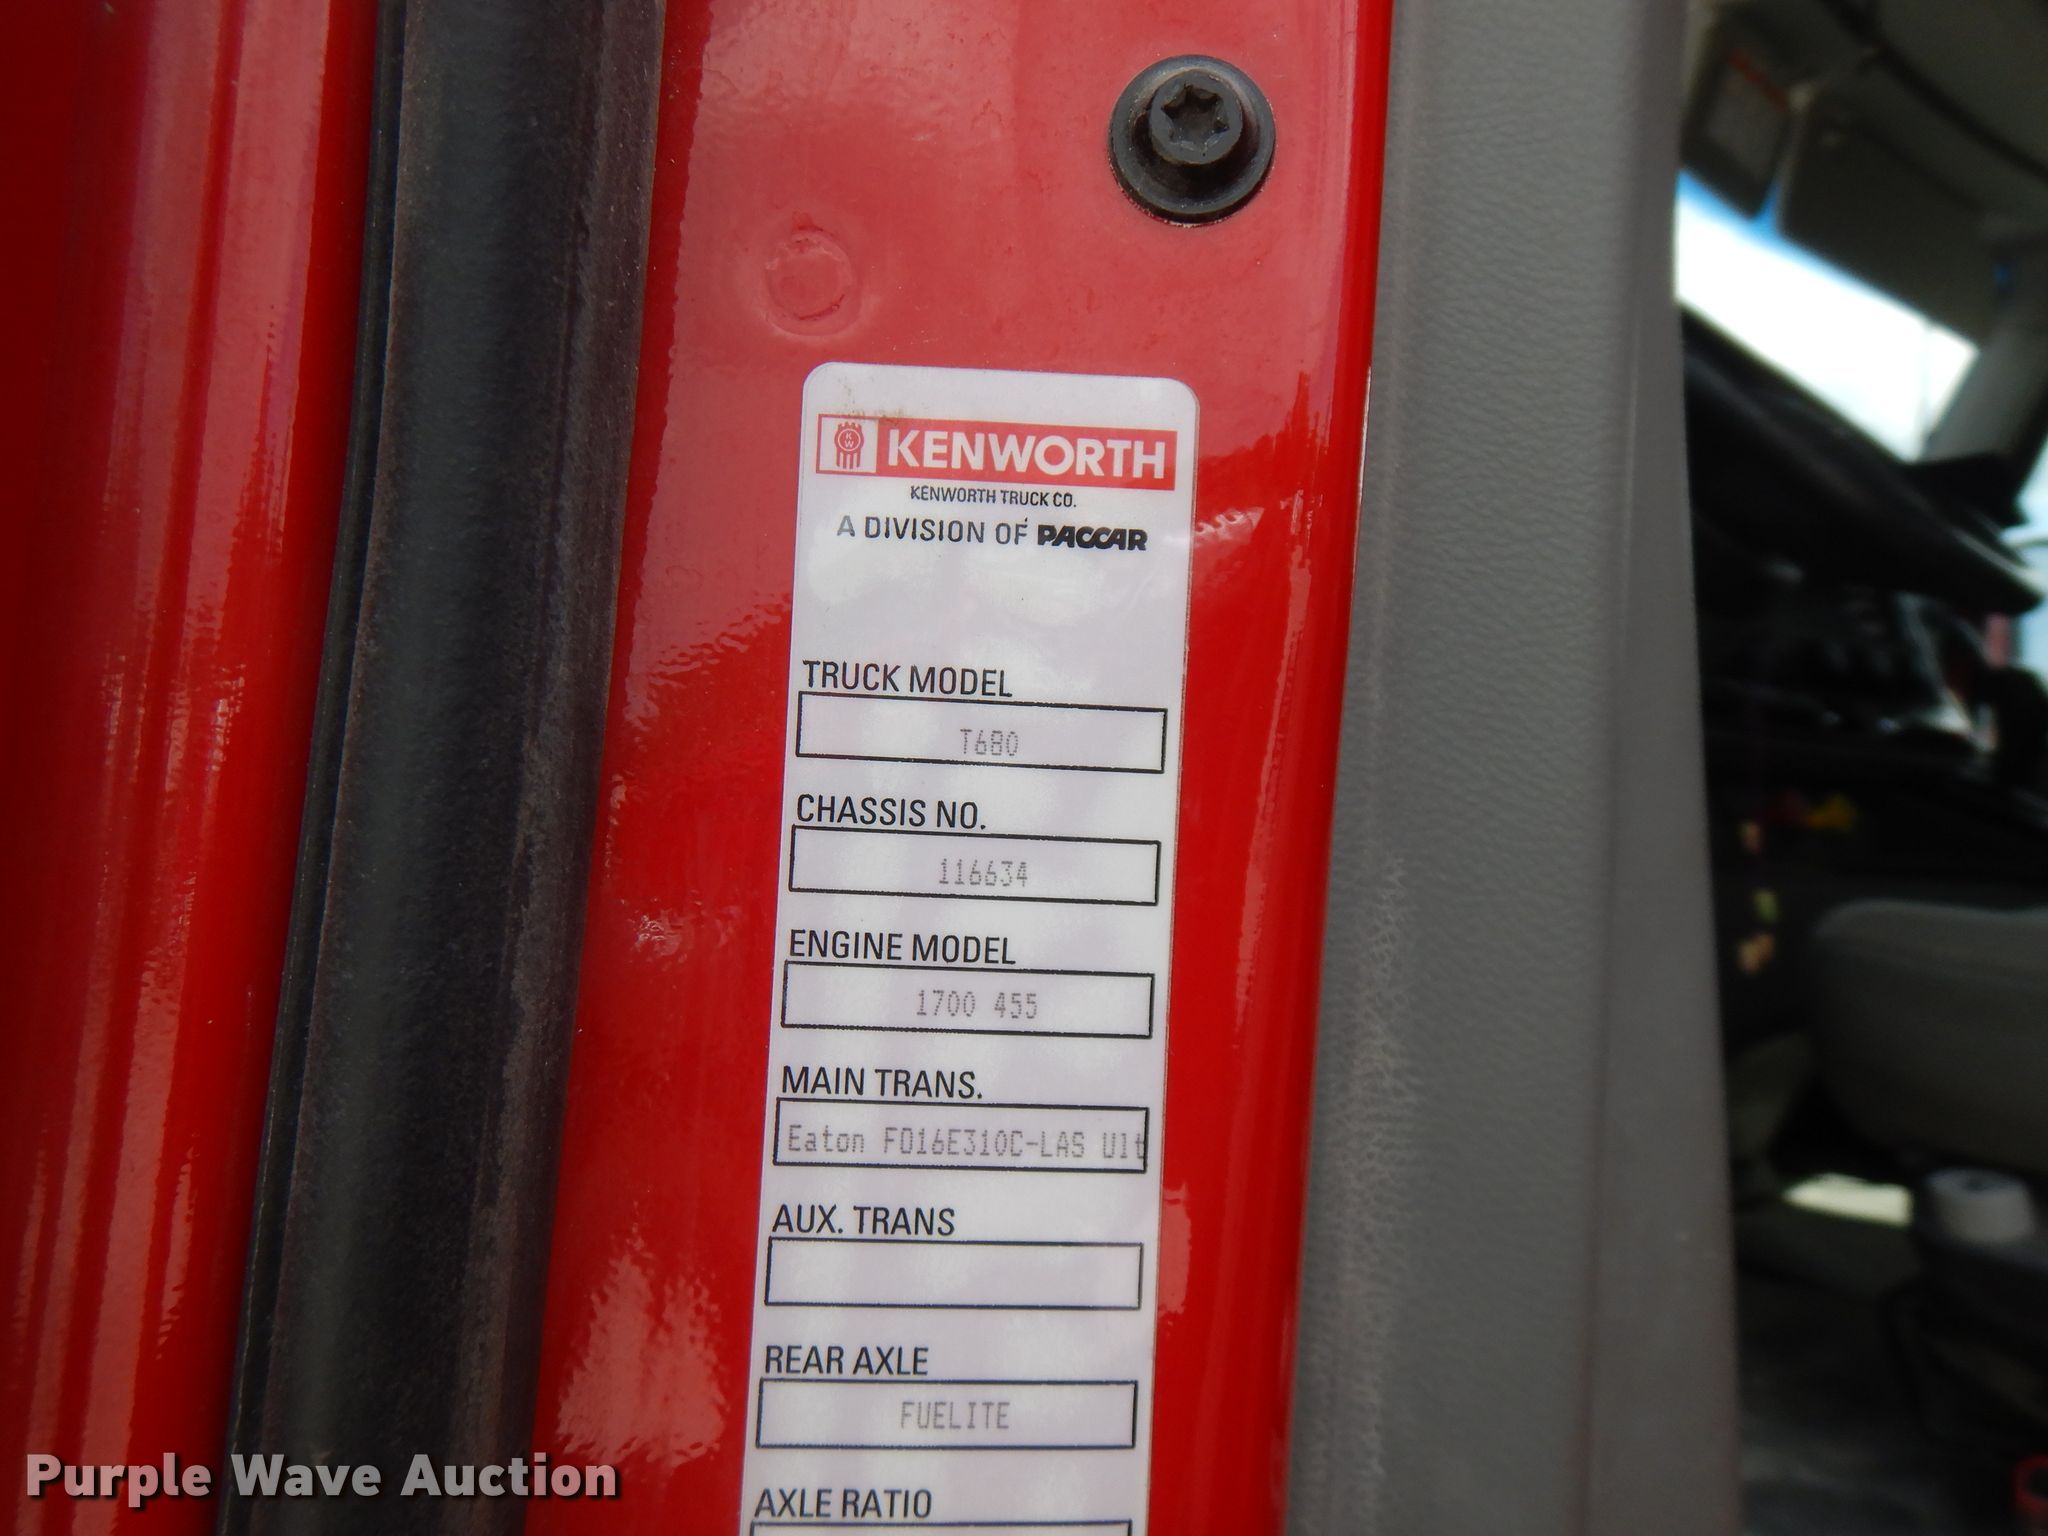 KW KENWORTH
KENWORTH TRUCK CO.
A DIVISION OF PACCAR
TRUCK MODEL
T680
CHASSIS NO.
116634
ENGINE MODEL
1700 455
MAIN TRANS.
Eaton FO16E310C-LAS Ult
AUX. TRANS
REAR AXLE
FUELITE
AXLE RATIO
Purple Wave Auction